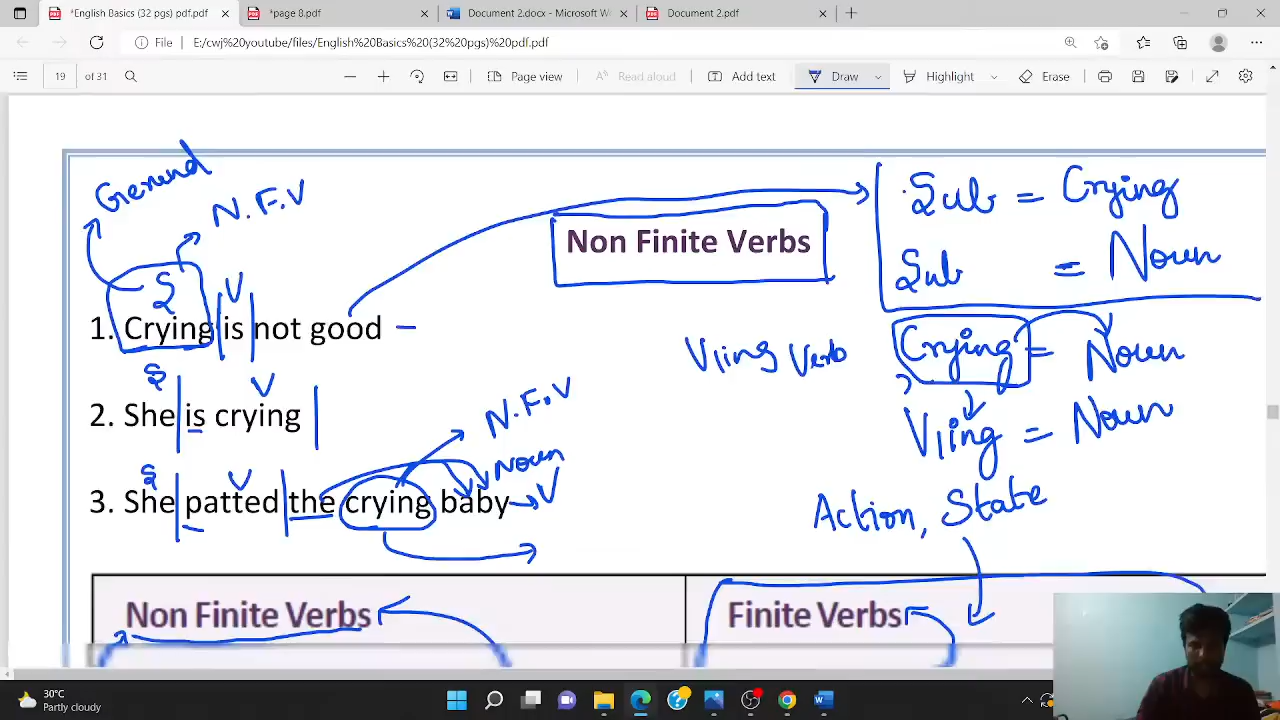 *English Basics (32 pgs) pdf.pdf
*page 8.pdf
Document 2.docx - Microsoft W
Document 2.pdf
File
E:/cwj%20youtube/files/English%20Basics%20(32%20pgs)%20pdf.pdf
19 of 31
Page view
Read aloud
Add text
Draw
Highlight
Erase
Gerund
N.F.V
Sub = Crying
Non Finite Verbs
Sub = Noun
S V
1. Crying is not good
V1ing Verb
Crying = Noun
S V
2. She is crying
V1ing = Noun
N.F.V
Noun
S V
3. She patted the crying baby
V
Action, State
Non Finite Verbs
Finite Verbs
30°C
Partly cloudy